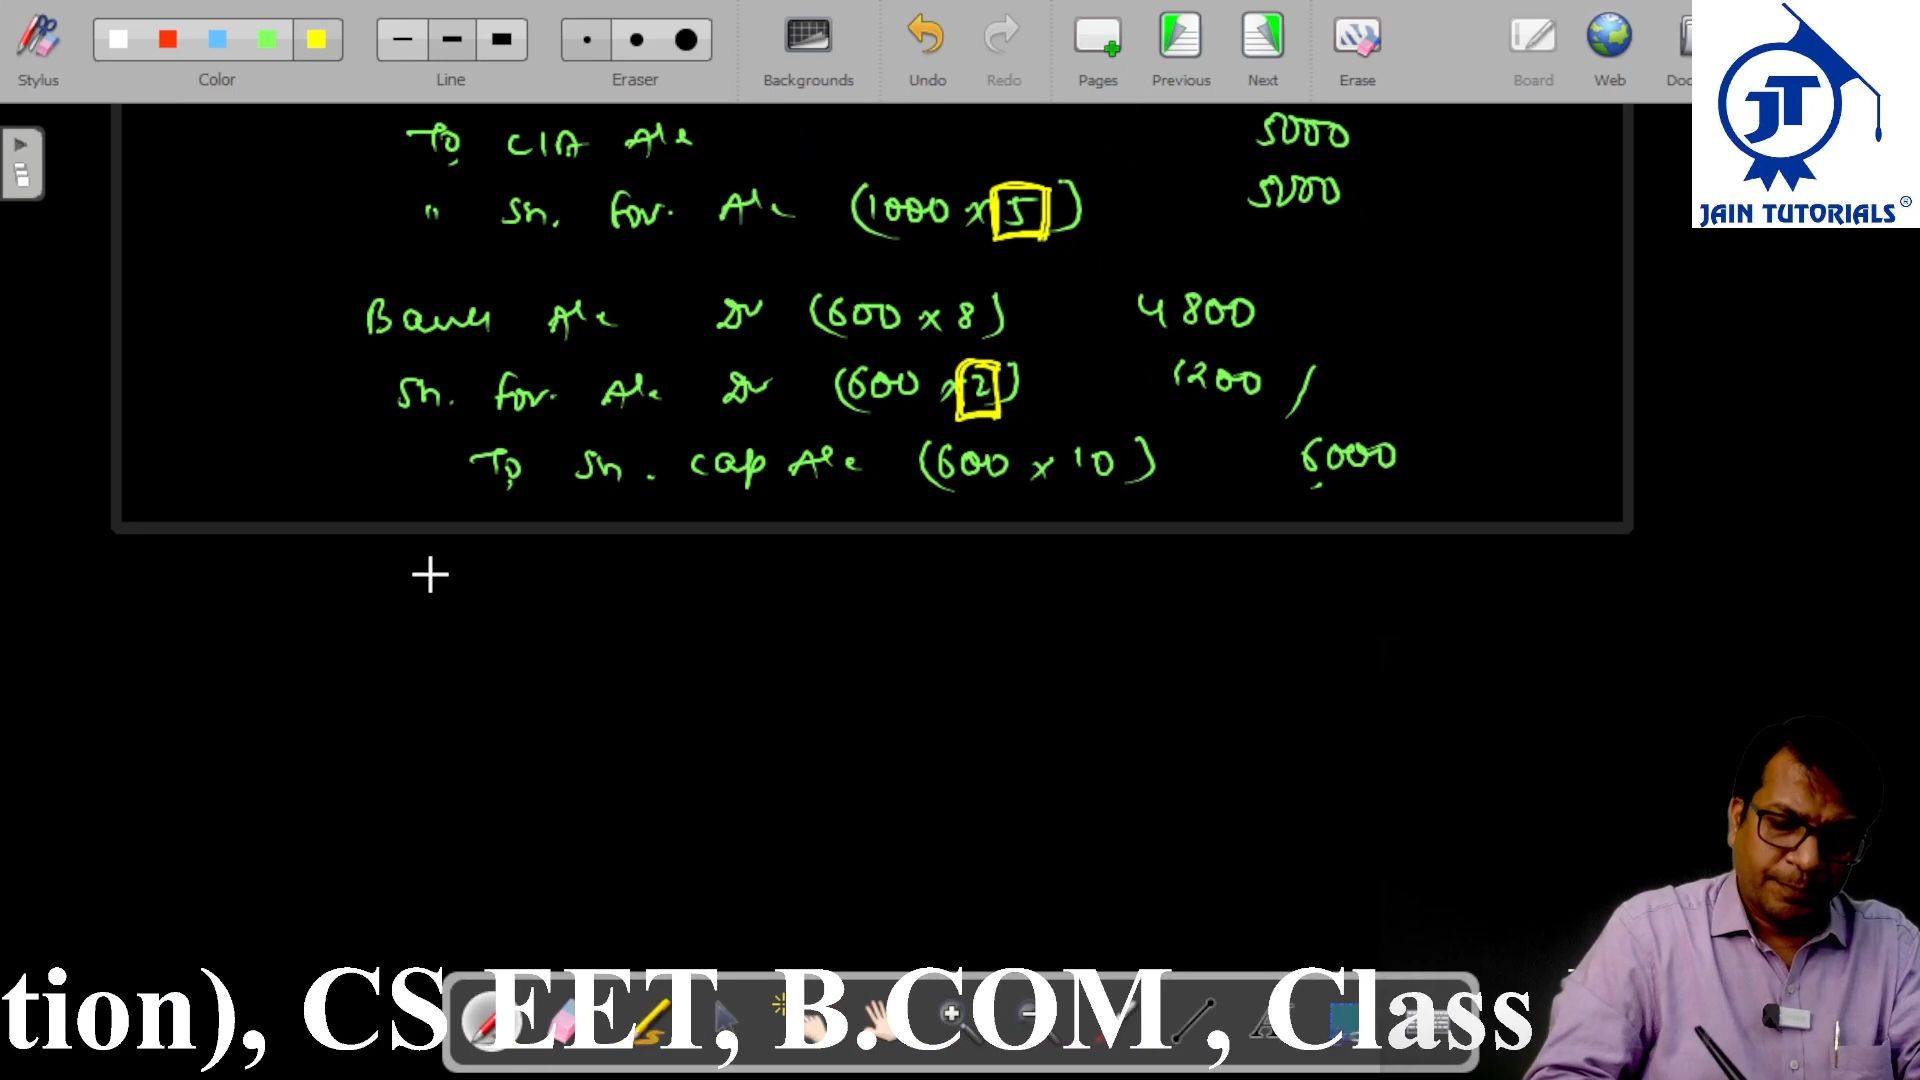 Stylus
Color
Line
Eraser
Backgrounds
Undo
Redo
Pages
Previous
Next
Erase
Board
Web
JT
JAIN TUTORIALS®
To CIA A/c 5000
" Sh. For. A/c (1000 × 5) 5000
Bank A/c Dr (600 × 8) 4800
Sh. For. A/c Dr (600 × 2) 1200 /
To Sh. Cap A/c (600 × 10) 6000
tion), CS EET, B.COM , Class